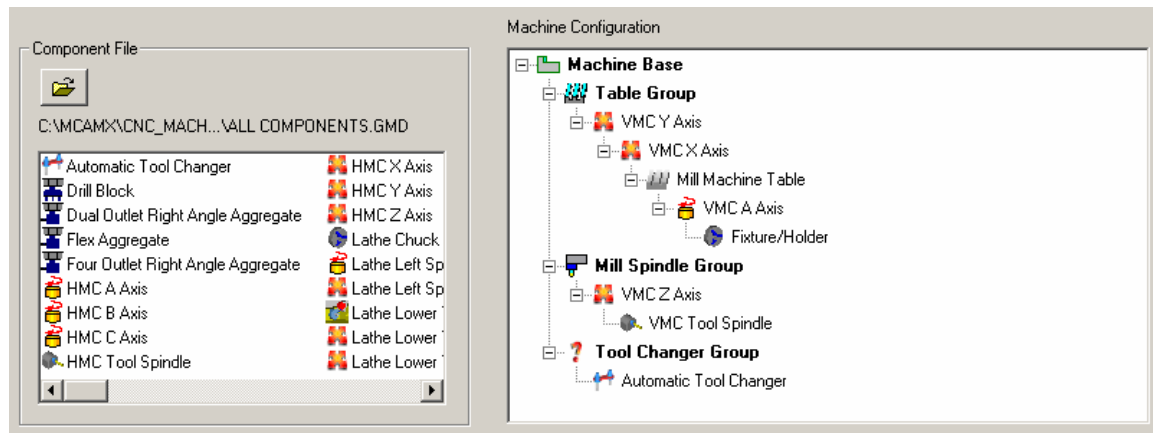 Component File
C:\MCAMX\CNC_MACH...\ALL COMPONENTS.GMD
Automatic Tool Changer
Drill Block
Dual Outlet Right Angle Aggregate
Flex Aggregate
Four Outlet Right Angle Aggregate
HMC A Axis
HMC B Axis
HMC C Axis
HMC Tool Spindle
HMC X Axis
HMC Y Axis
HMC Z Axis
Lathe Chuck
Lathe Left Sp
Lathe Left Sp
Lathe Lower
Lathe Lower
Lathe Lower
Machine Configuration
Machine Base
Table Group
VMC Y Axis
VMC X Axis
Mill Machine Table
VMC A Axis
Fixture/Holder
Mill Spindle Group
VMC Z Axis
VMC Tool Spindle
Tool Changer Group
Automatic Tool Changer